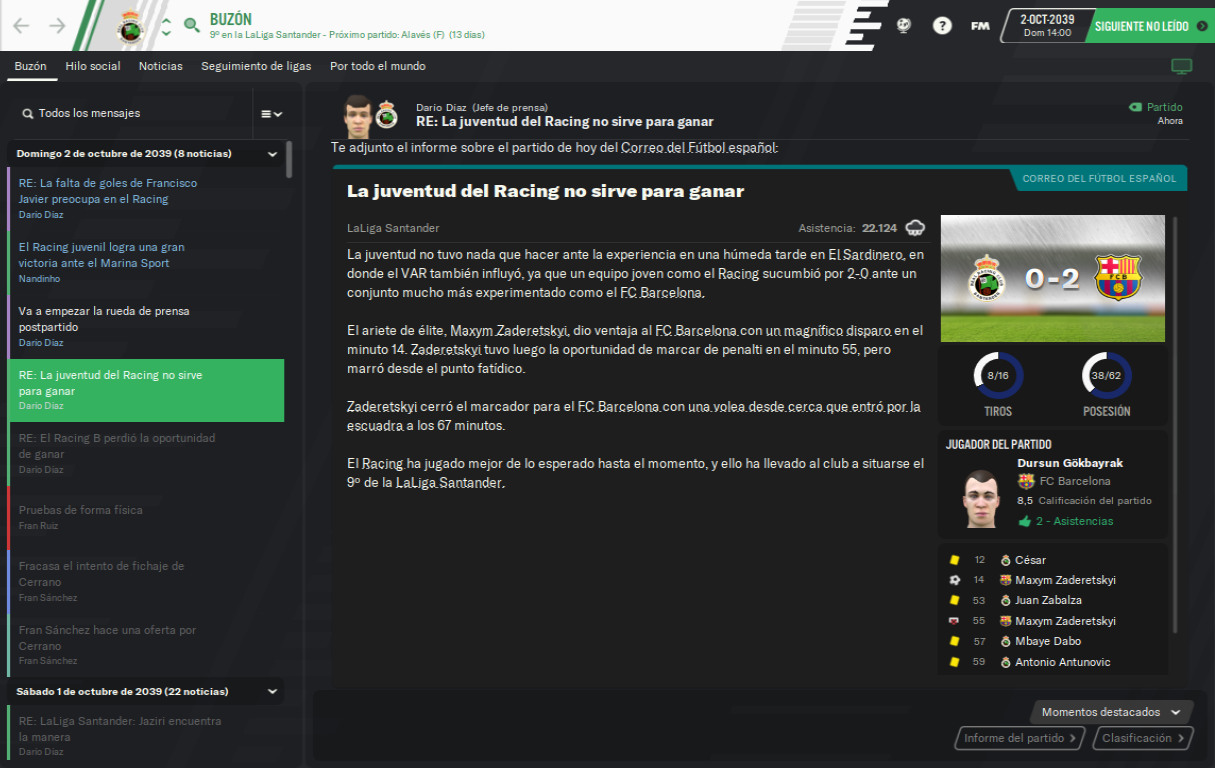 BUZÓN
9º en la LaLiga Santander - Próximo partido: Alavés (F) (13 días)
?
FM
2-OCT-2039
Dom 14:00
SIGUIENTE NO LEÍDO
Buzón Hilo social Noticias Seguimiento de ligas Por todo el mundo
Todos los mensajes
Domingo 2 de octubre de 2039 (8 noticias)
RE: La falta de goles de Francisco
Javier preocupa en el Racing
Darío Díaz
El Racing juvenil logra una gran
victoria ante el Marina Sport
Nandinho
Va a empezar la rueda de prensa
postpartido
Darío Díaz
RE: La juventud del Racing no sirve
para ganar
Darío Díaz
RE: El Racing B perdió la oportunidad
de ganar
Darío Díaz
Pruebas de forma física
Fran Ruiz
Fracasa el intento de fichaje de
Cerrano
Fran Sánchez
Fran Sánchez hace una oferta por
Cerrano
Fran Sánchez
Sábado 1 de octubre de 2039 (22 noticias)
RE: LaLiga Santander: Jaziri encuentra
la manera
Darío Díaz
Darío Díaz (Jefe de prensa)
RE: La juventud del Racing no sirve para ganar
Partido
Ahora
Te adjunto el informe sobre el partido de hoy del Correo del Fútbol español:
CORREO DEL FÚTBOL ESPAÑOL
La juventud del Racing no sirve para ganar
LaLiga Santander
Asistencia: 22.124
La juventud no tuvo nada que hacer ante la experiencia en una húmeda tarde en El Sardinero, en
donde el VAR también influyó, ya que un equipo joven como el Racing sucumbió por 2-0 ante un
conjunto mucho más experimentado como el FC Barcelona.
El ariete de élite, Maxym Zaderetskyi, dio ventaja al FC Barcelona con un magnífico disparo en el
minuto 14. Zaderetskyi tuvo luego la oportunidad de marcar de penalti en el minuto 55, pero
marró desde el punto fatídico.
Zaderetskyi cerró el marcador para el FC Barcelona con una volea desde cerca que entró por la
escuadra a los 67 minutos.
El Racing ha jugado mejor de lo esperado hasta el momento, y ello ha llevado al club a situarse el
9º de la LaLiga Santander.
0-2
FCB
8/16
38/62
TIROS
POSESIÓN
JUGADOR DEL PARTIDO
Dursun Gökbayrak
FC Barcelona
8,5 Calificación del partido
2 - Asistencias
12 César
14 Maxym Zaderetskyi
53 Juan Zabalza
55 Maxym Zaderetskyi
57 Mbaye Dabo
59 Antonio Antunovic
Momentos destacados
Informe del partido
Clasificación